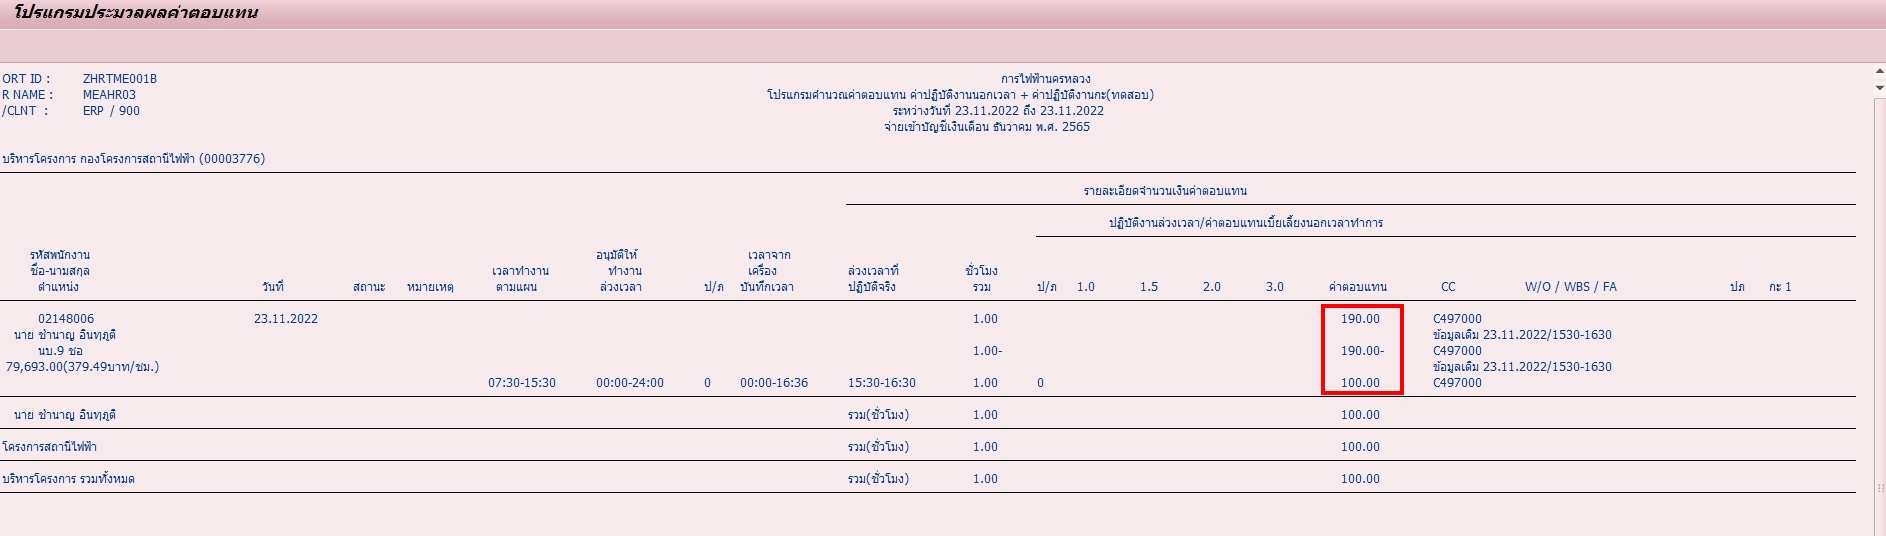 โปรแกรมประมวลผลค่าตอบแทน
ORT ID : ZHRTME001B การไฟฟ้านครหลวง
R NAME : MEAHR03 โปรแกรมคำนวณค่าตอบแทน ค่าปฏิบัติงานนอกเวลา + ค่าปฏิบัติงานกะ(ทดสอบ)
/CLNT : ERP / 900 ระหว่างวันที่ 23.11.2022 ถึง 23.11.2022
จ่ายเข้าบัญชีเงินเดือน ธันวาคม พ.ศ. 2565
บริหารโครงการ กองโครงการสถานีไฟฟ้า (00003776)
รายละเอียดจำนวนเงินค่าตอบแทน
ปฏิบัติงานล่วงเวลา/ค่าตอบแทนเบี้ยเลี้ยงนอกเวลาทำการ
รหัสพนักงาน อนุมัติให้ เวลาจาก
ชื่อ-นามสกุล เวลาทำงาน ทำงาน เครื่อง ล่วงเวลาที่ ชั่วโมง
ตำแหน่ง วันที่ สถานะ หมายเหตุ ตามแผน ล่วงเวลา ป/ภ บันทึกเวลา ปฏิบัติจริง รวม ป/ภ 1.0 1.5 2.0 3.0 ค่าตอบแทน CC W/O / WBS / FA ปภ กะ 1
02148006 23.11.2022 1.00 190.00 C497000
นาย ชำนาญ อินทฺภูติ ข้อมูลเดิม 23.11.2022/1530-1630
นบ.9 ชอ 1.00- 190.00- C497000
79,693.00(379.49บาท/ชม.) ข้อมูลเดิม 23.11.2022/1530-1630
07:30-15:30 00:00-24:00 0 00:00-16:36 15:30-16:30 1.00 0 100.00 C497000
นาย ชำนาญ อินทฺภูติ รวม(ชั่วโมง) 1.00 100.00
โครงการสถานีไฟฟ้า รวม(ชั่วโมง) 1.00 100.00
บริหารโครงการ รวมทั้งหมด รวม(ชั่วโมง) 1.00 100.00